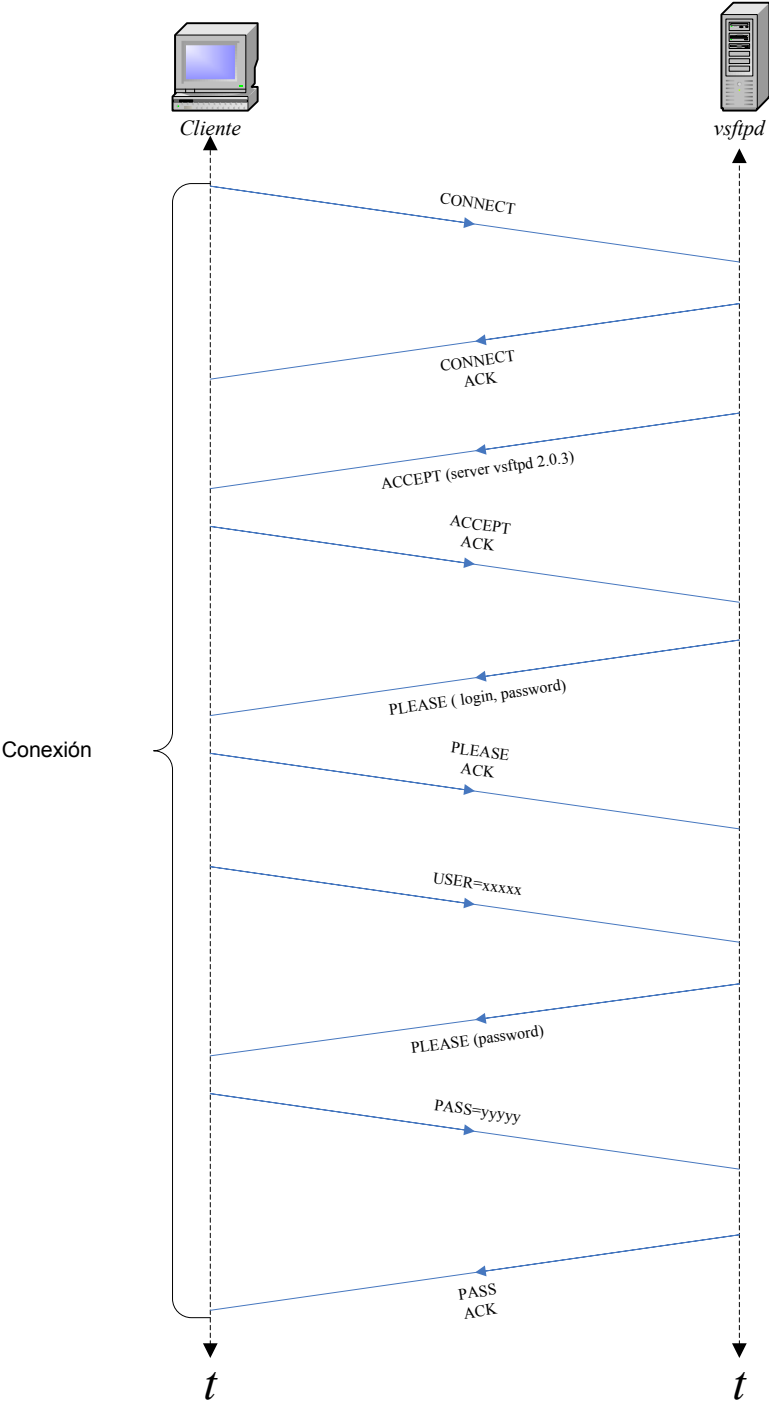 Cliente
vsftpd
CONNECT
CONNECT
ACK
ACCEPT (server vsftpd 2.0.3)
ACCEPT
ACK
PLEASE ( login, password)
Conexión
PLEASE
ACK
USER=xxxxx
PLEASE (password)
PASS=yyyyy
PASS
ACK
t
t